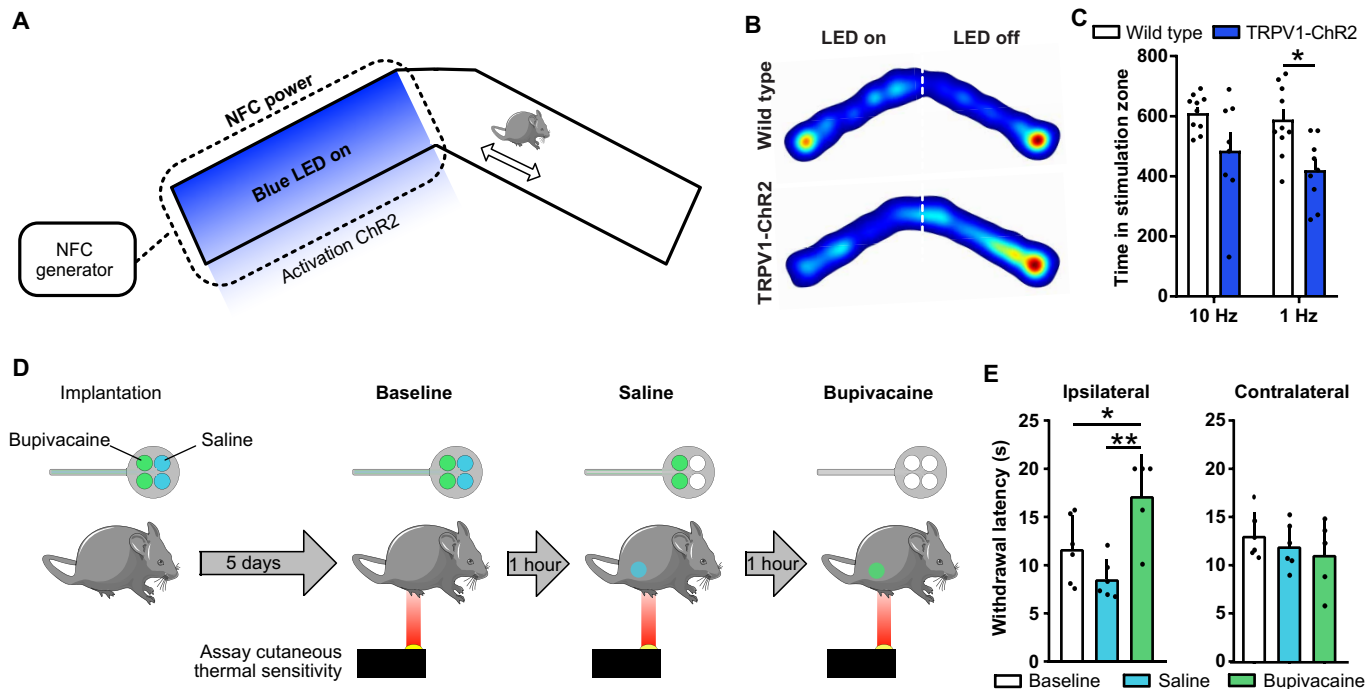 A
NFC power
Blue LED on
Activation ChR2
NFC
generator
B
LED on
LED off
Wild type
TRPV1-ChR2
C
Wild type
TRPV1-ChR2
*
Time in stimulation zone
800
600
400
200
0
10 Hz
1 Hz
D
Implantation
Baseline
Saline
Bupivacaine
Bupivacaine
Saline
5 days
1 hour
1 hour
Assay cutaneous
thermal sensitivity
E
Ipsilateral
Contralateral
Withdrawal latency (s)
25
20
15
10
5
0
*
**
25
20
15
10
5
0
Baseline
Saline
Bupivacaine